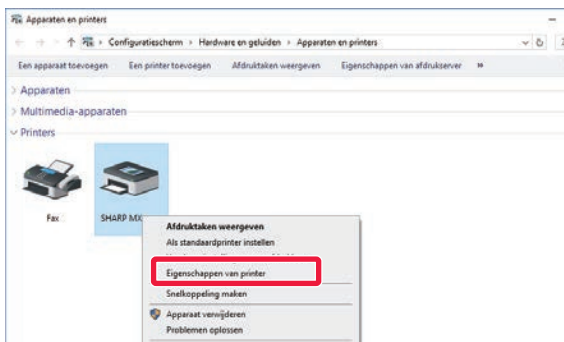 Apparaten en printers
Configuratiescherm > Hardware en geluiden > Apparaten en printers
Een apparaat toevoegen Een printer toevoegen Afdruktaken weergeven Eigenschappen van afdrukserver »
Apparaten
Multimedia-apparaten
Printers
Fax SHARP
Afdruktaken weergeven
Als standaardprinter instellen
Eigenschappen van printer
Snelkoppeling maken
Apparaat verwijderen
Problemen oplossen